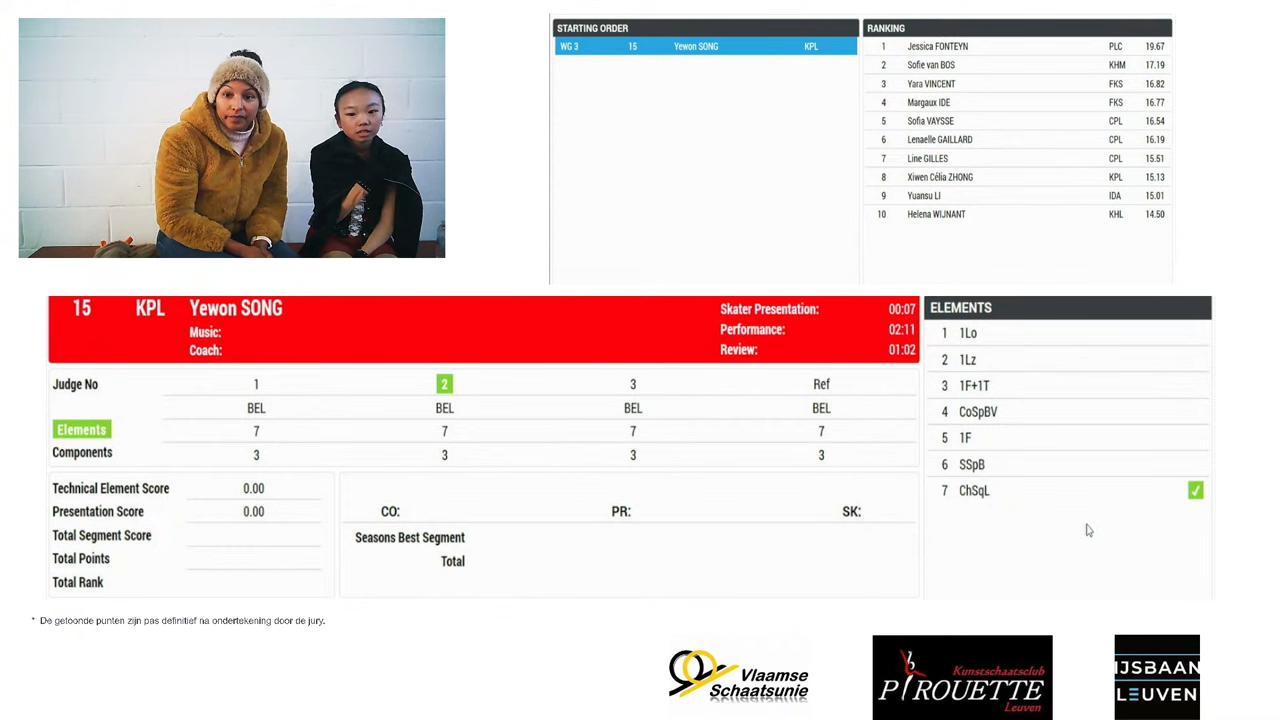 STARTING ORDER
WG 3 15 Yewon SONG KPL
RANKING
1 Jessica FONTEYN PLC 19.67
2 Sofie van BOS KHM 17.19
3 Yara VINCENT FKS 16.82
4 Margaux IDE FKS 16.77
5 Sofia VAYSSE CPL 16.54
6 Lenaelle GAILLARD CPL 16.19
7 Line GILLES CPL 15.51
8 Xiwen Célia ZHONG KPL 15.13
9 Yuansu LI IDA 15.01
10 Helena WIJNANT KHL 14.50
15 KPL Yewon SONG
Music:
Coach:
Skater Presentation: 00:07
Performance: 02:11
Review: 01:02
Judge No 1 2 3 Ref
BEL BEL BEL BEL
Elements 7 7 7 7
Components 3 3 3 3
Technical Element Score 0.00
Presentation Score 0.00
Total Segment Score
Total Points
Total Rank
CO: PR: SK:
Seasons Best Segment
Total
ELEMENTS
1 1Lo
2 1Lz
3 1F+1T
4 CoSpBV
5 1F
6 SSpB
7 ChSqL
* De getoonde punten zijn pas definitief na ondertekening door de jury.
Vlaamse
Schaatsunie
Kunstschaatsclub
PIROUETTE
Leuven
IJSBAAN
LEUVEN